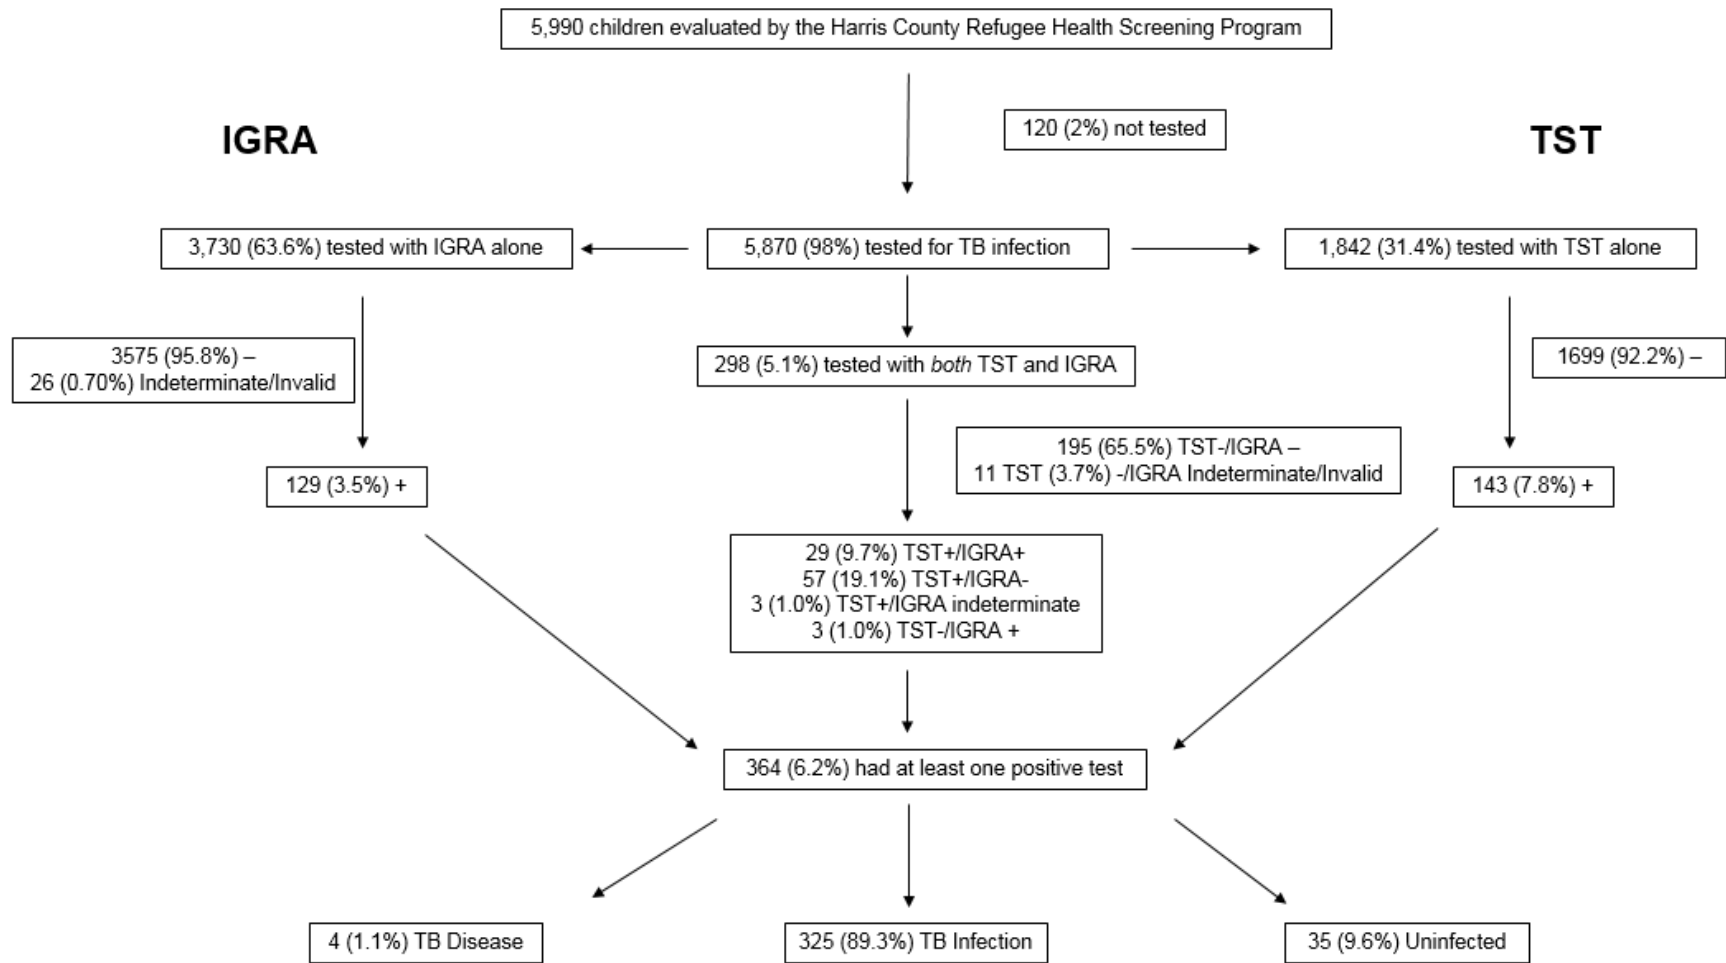 5,990 children evaluated by the Harris County Refugee Health Screening Program
120 (2%) not tested
IGRA
TST
3,730 (63.6%) tested with IGRA alone
5,870 (98%) tested for TB infection
1,842 (31.4%) tested with TST alone
3575 (95.8%) –
26 (0.70%) Indeterminate/Invalid
298 (5.1%) tested with both TST and IGRA
1699 (92.2%) –
195 (65.5%) TST-/IGRA –
11 TST (3.7%) -/IGRA Indeterminate/Invalid
129 (3.5%) +
143 (7.8%) +
29 (9.7%) TST+/IGRA+
57 (19.1%) TST+/IGRA-
3 (1.0%) TST+/IGRA indeterminate
3 (1.0%) TST-/IGRA +
364 (6.2%) had at least one positive test
4 (1.1%) TB Disease
325 (89.3%) TB Infection
35 (9.6%) Uninfected